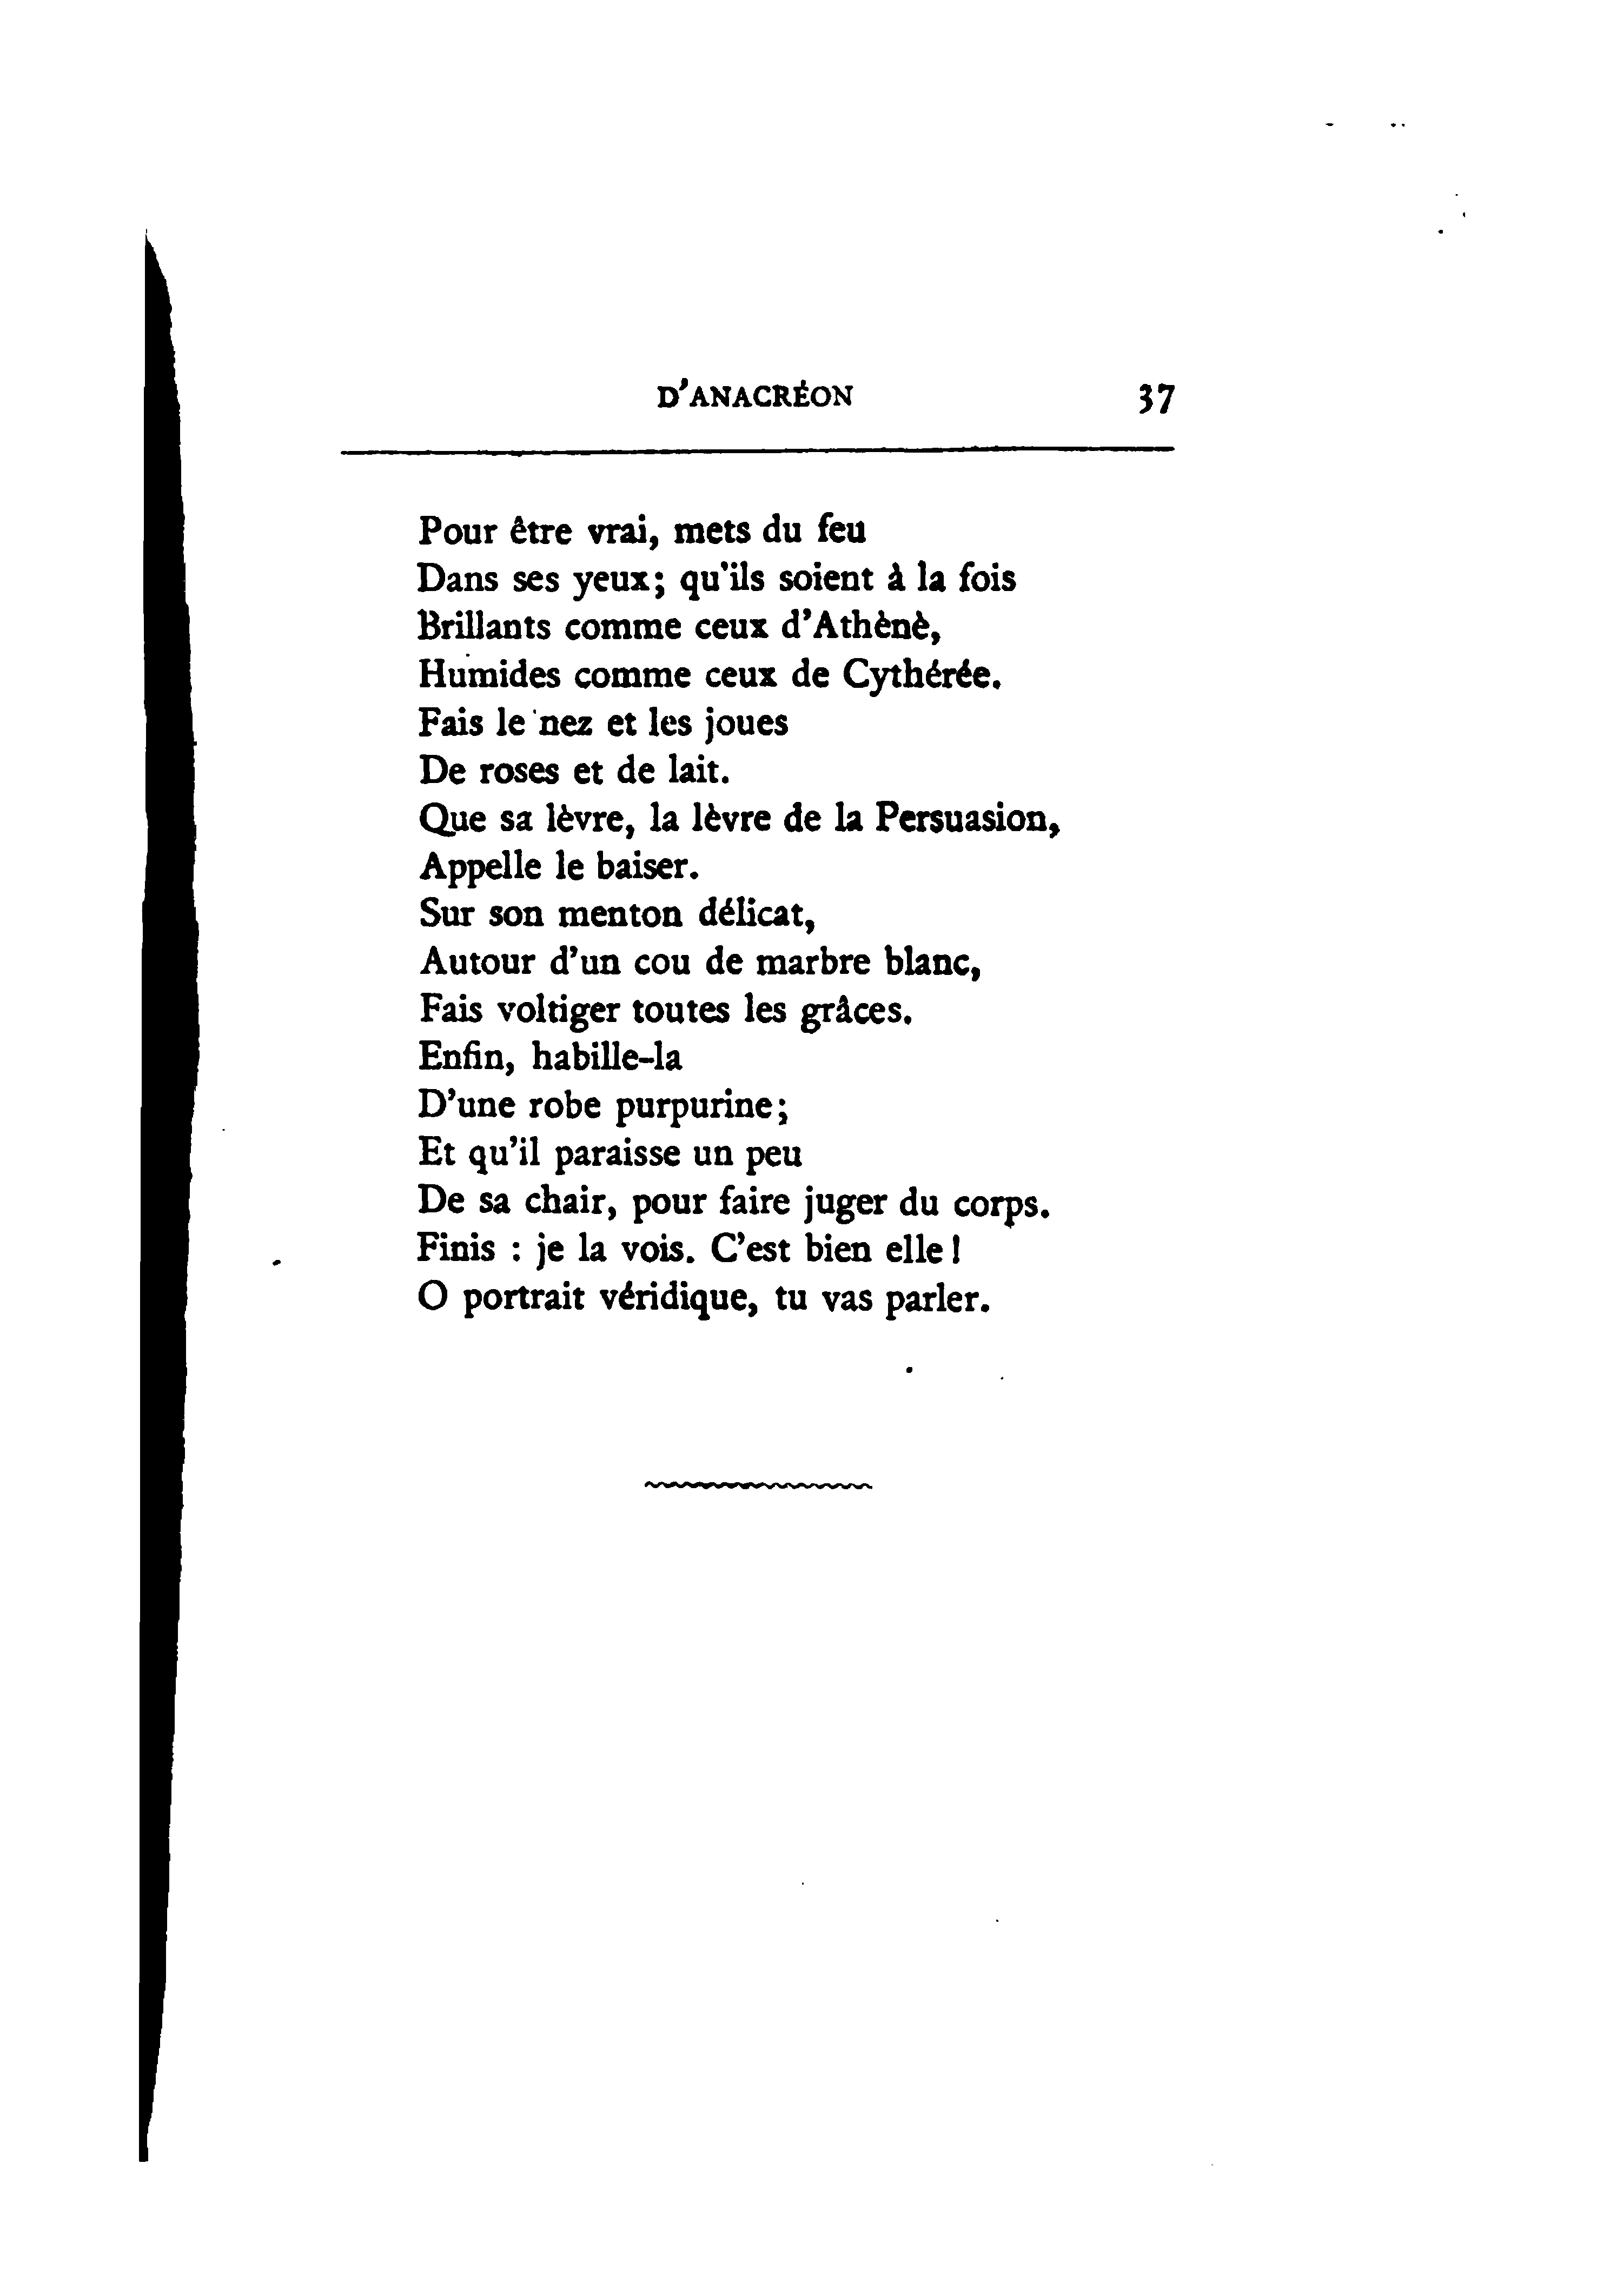 D'ANACRÉON 37
Pour être vrai, mets du feu
Dans ses yeux; qu'ils soient à la fois
Brillants comme ceux d'Athènè,
Humides comme ceux de Cythérée.
Fais le nez et les joues
De roses et de lait.
Que sa lèvre, la lèvre de la Persuasion,
Appelle le baiser.
Sur son menton délicat,
Autour d'un cou de marbre blanc,
Fais voltiger toutes les grâces.
Enfin, habille-la
D'une robe purpurine;
Et qu'il paraisse un peu
De sa chair, pour faire juger du corps.
Finis : je la vois. C'est bien elle !
O portrait véridique, tu vas parler.